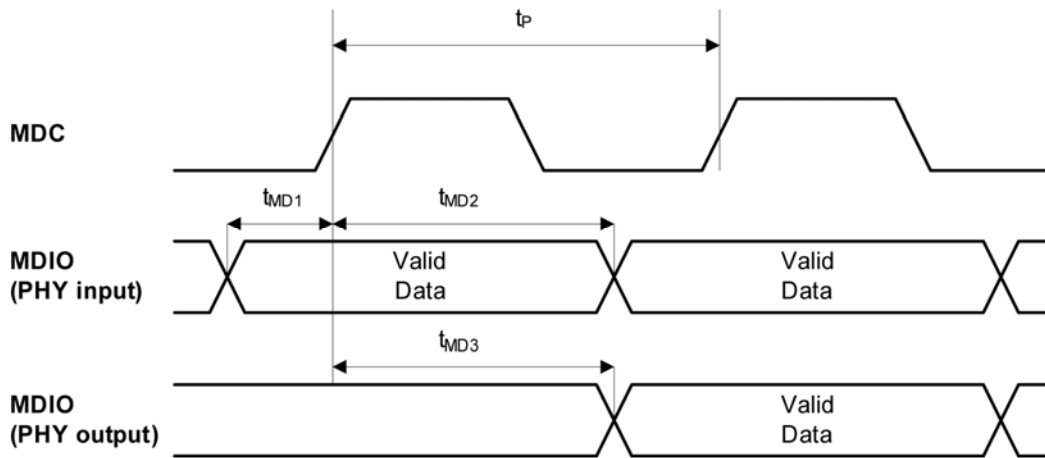 tP
MDC
tMD1
tMD2
MDIO
(PHY input)
Valid
Data
Valid
Data
tMD3
MDIO
(PHY output)
Valid
Data